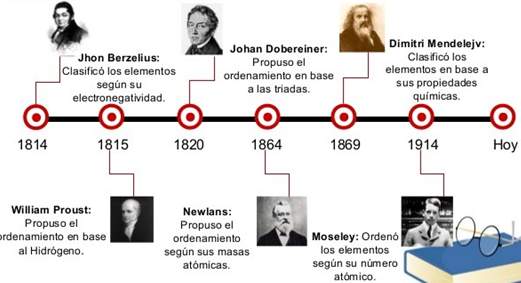 Jhon Berzelius:
Clasificó los elementos
según su
electronegatividad.
Johan Dobereiner:
Propuso el
ordenamiento en base
a las triadas.
Dimitri Mendelejv:
Clasificó los
elementos en base a
sus propiedades
químicas.
1814 1815 1820 1864 1869 1914 Hoy
William Proust:
Propuso el
ordenamiento en base
al Hidrógeno.
Newlans:
Propuso el
ordenamiento
según sus masas
atómicas.
Moseley: Ordenó
los elementos
según su número
atómico.